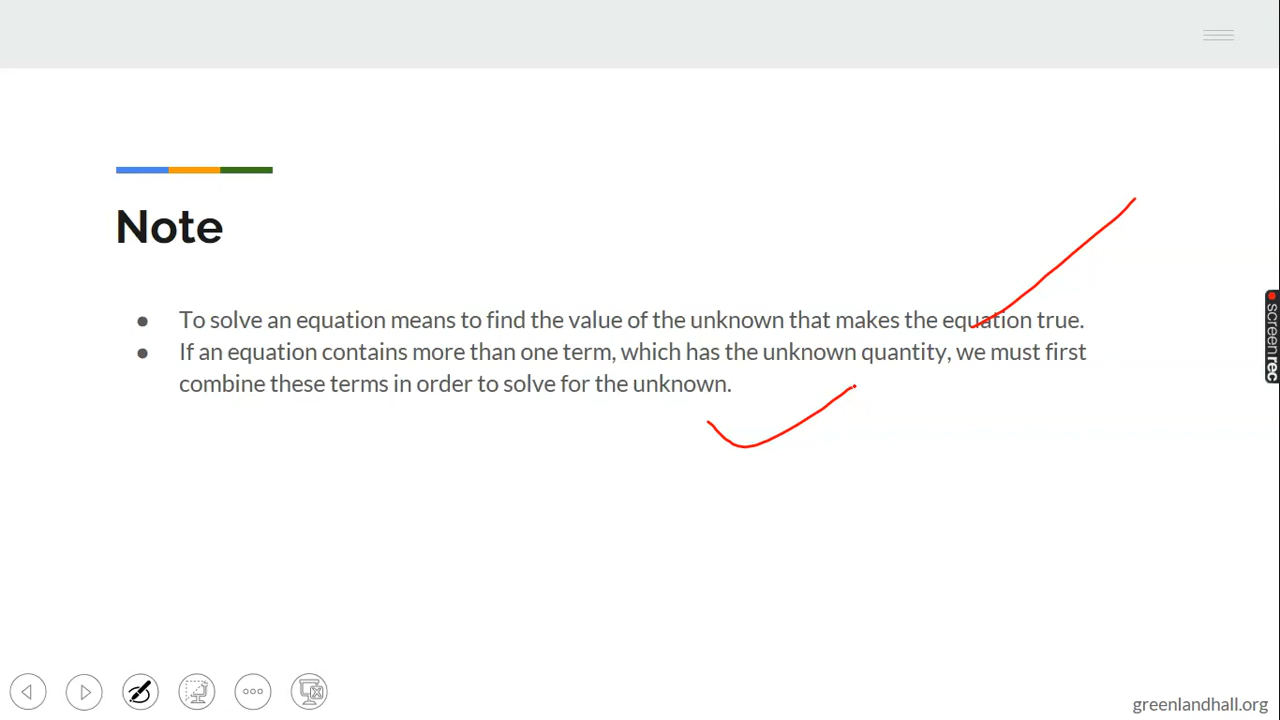 Note
● To solve an equation means to find the value of the unknown that makes the equation true.
● If an equation contains more than one term, which has the unknown quantity, we must first
combine these terms in order to solve for the unknown.
screenrec
greenlandhall.org